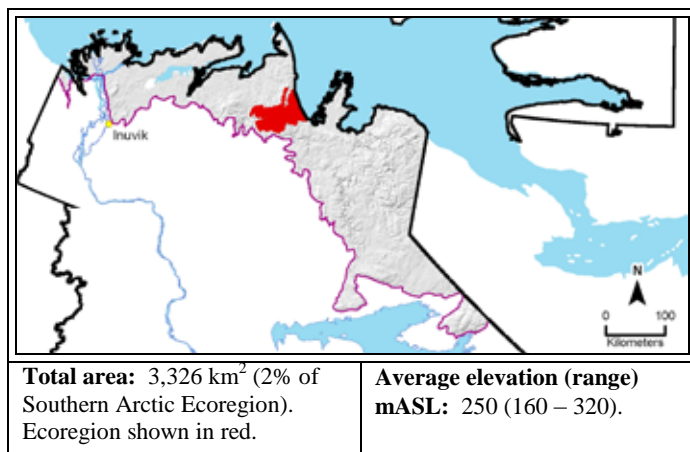 Inuvik
N
0 100
Kilometers
Total area: 3,326 km² (2% of
Southern Arctic Ecoregion).
Ecoregion shown in red.
Average elevation (range)
mASL: 250 (160 – 320).